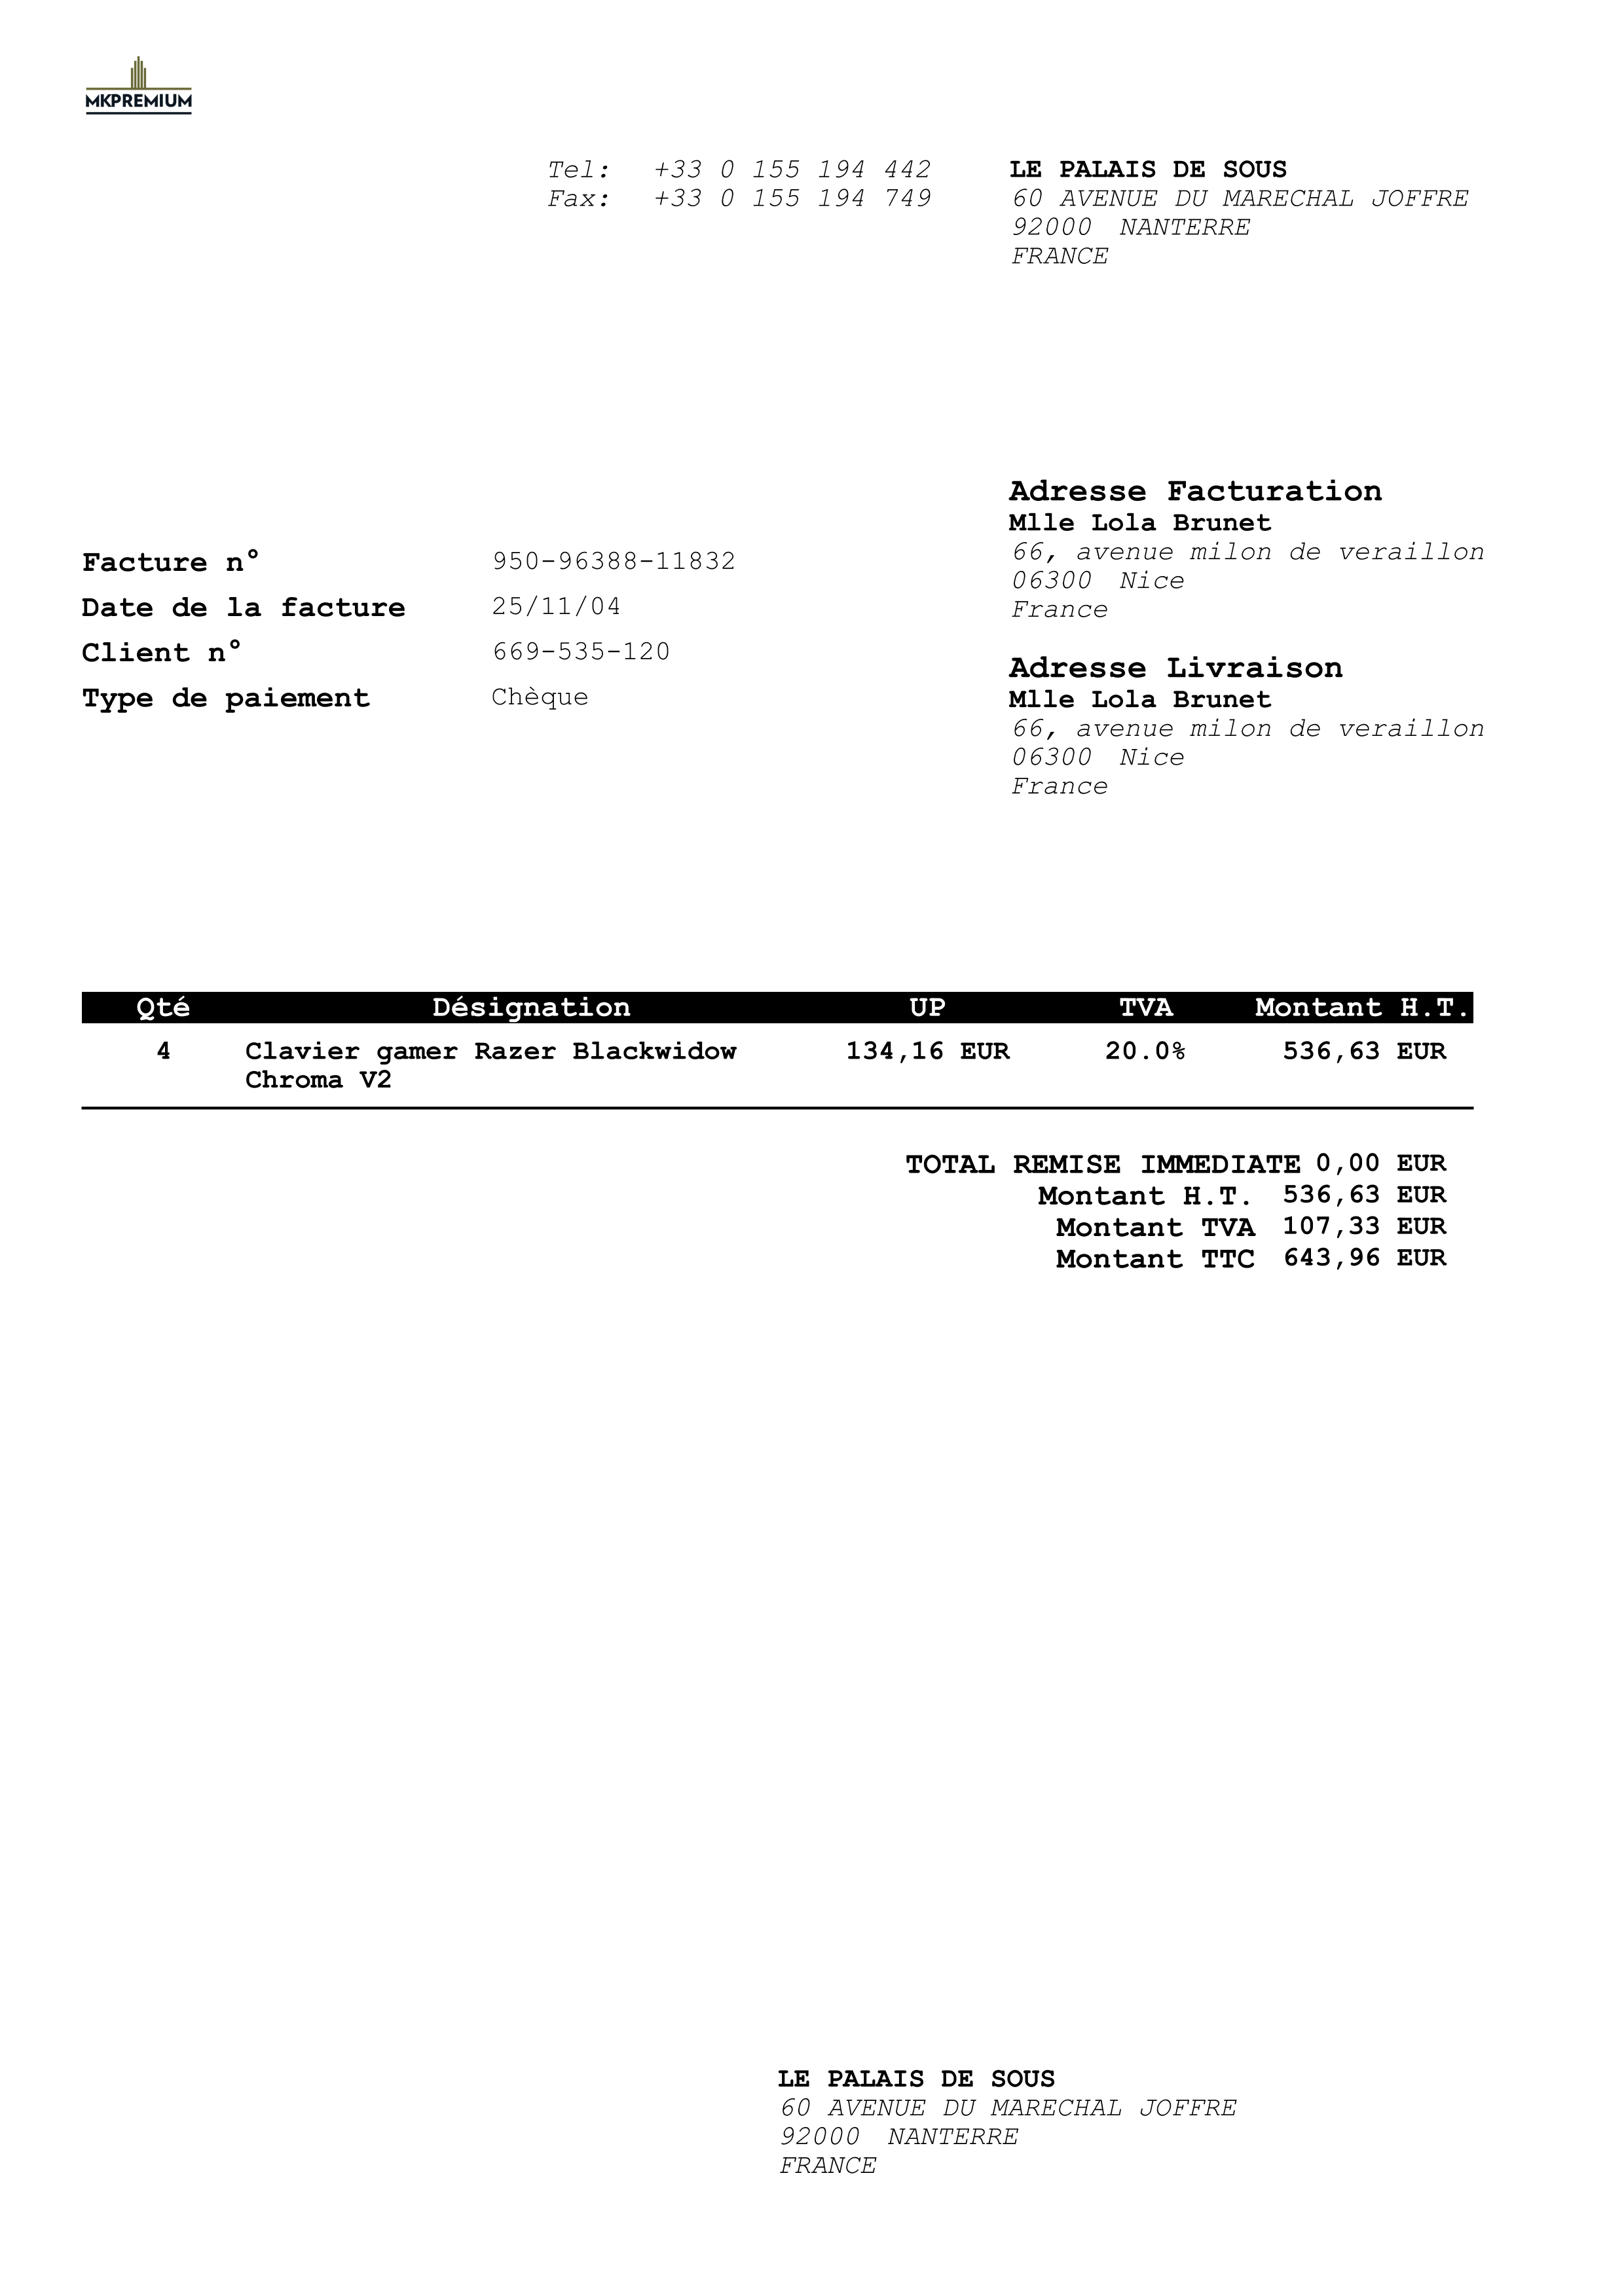 MKPREMIUM
Tel: +33 0 155 194 442
Fax: +33 0 155 194 749
LE PALAIS DE SOUS
60 AVENUE DU MARECHAL JOFFRE
92000 NANTERRE
FRANCE
Adresse Facturation
Mlle Lola Brunet
66, avenue milon de veraillon
06300 Nice
France
Facture n° 950-96388-11832
Date de la facture 25/11/04
Client n° 669-535-120
Type de paiement Chèque
Adresse Livraison
Mlle Lola Brunet
66, avenue milon de veraillon
06300 Nice
France
Qté Désignation UP TVA Montant H.T.
4 Clavier gamer Razer Blackwidow 134,16 EUR 20.0% 536,63 EUR
Chroma V2
TOTAL REMISE IMMEDIATE 0,00 EUR
Montant H.T. 536,63 EUR
Montant TVA 107,33 EUR
Montant TTC 643,96 EUR
LE PALAIS DE SOUS
60 AVENUE DU MARECHAL JOFFRE
92000 NANTERRE
FRANCE